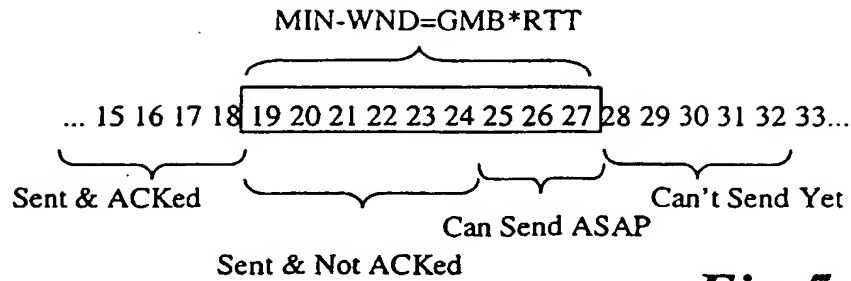 MIN-WND=GMB*RTT
... 15 16 17 18 19 20 21 22 23 24 25 26 27 28 29 30 31 32 33...
Sent & ACKed
Can't Send Yet
Can Send ASAP
Sent & Not ACKed